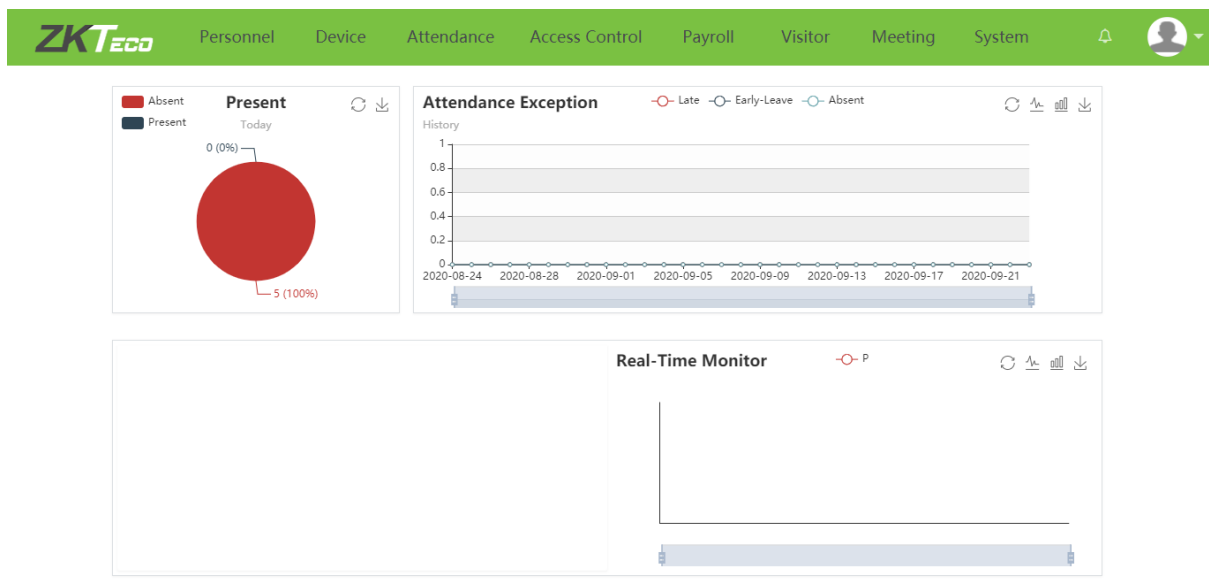 ZKTeco Personnel Device Attendance Access Control Payroll Visitor Meeting System
Absent
Present
Present
Today
0 (0%)
5 (100%)
Attendance Exception
History
Late Early-Leave Absent
1
0.8
0.6
0.4
0.2
0
2020-08-24 2020-08-28 2020-09-01 2020-09-05 2020-09-09 2020-09-13 2020-09-17 2020-09-21
Real-Time Monitor P